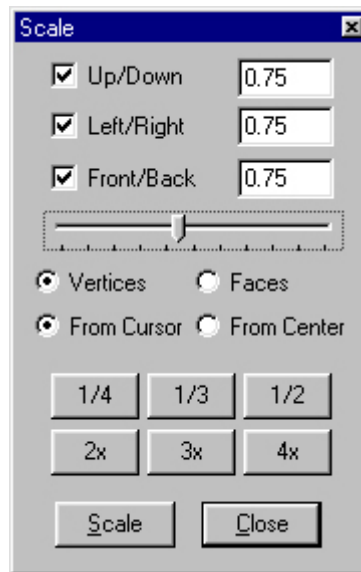 Scale
Up/Down 0.75
Left/Right 0.75
Front/Back 0.75
Vertices Faces
From Cursor From Center
1/4 1/3 1/2
2x 3x 4x
Scale Close